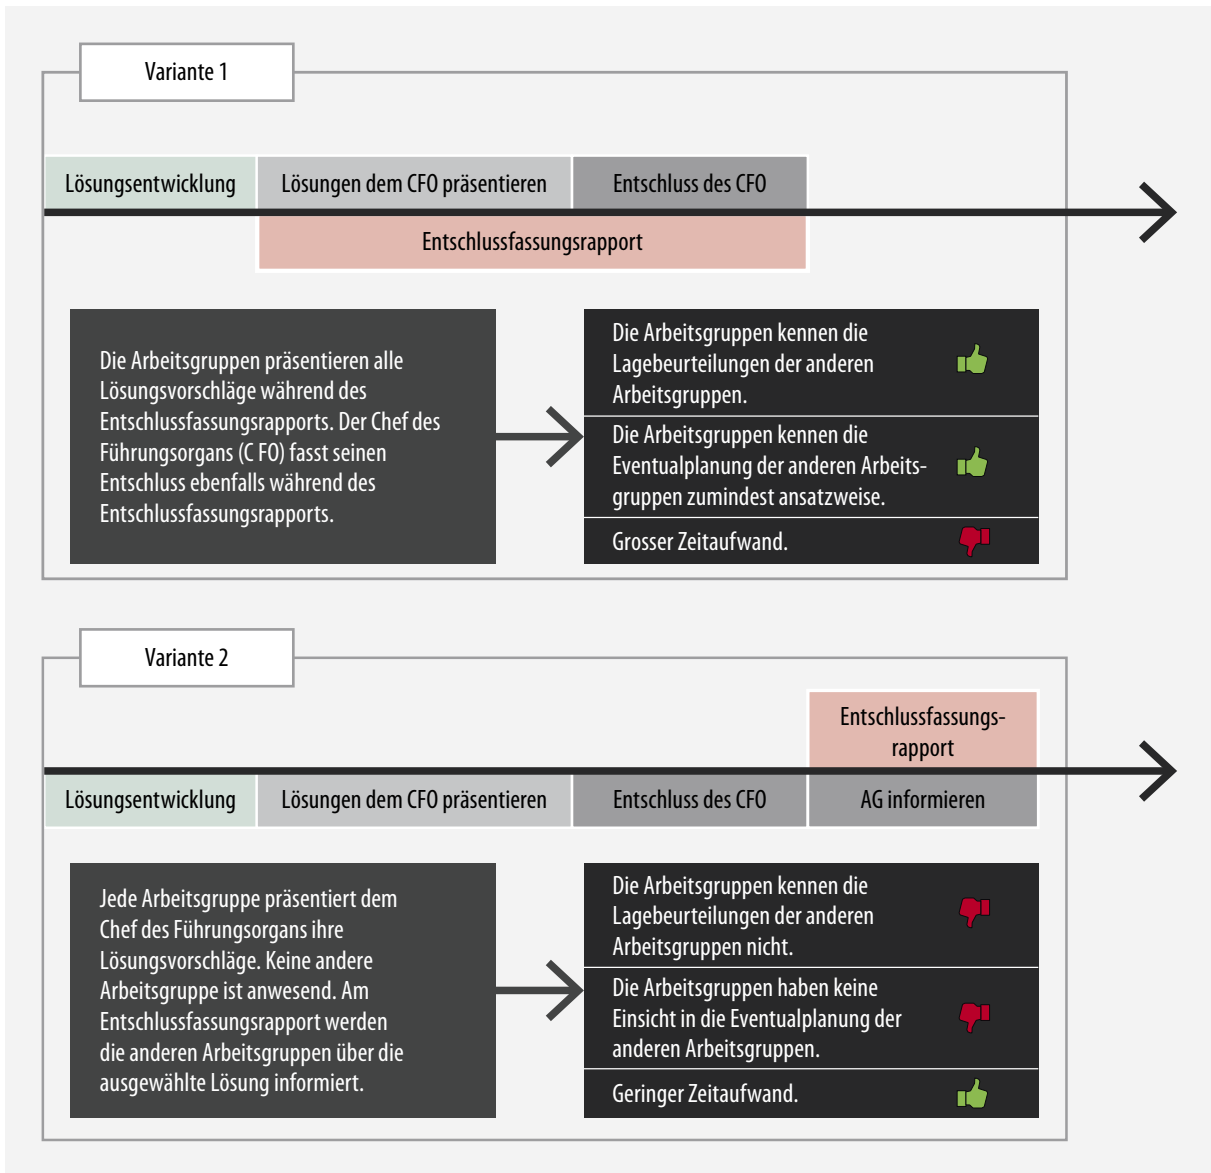 Variante 1
Lösungsentwicklung
Lösungen dem CFO präsentieren
Entschluss des CFO
Entschlussfassungsrapport
Die Arbeitsgruppen präsentieren alle
Lösungsvorschläge während des
Entschlussfassungsrapports. Der Chef des
Führungsorgans (C FO) fasst seinen
Entschluss ebenfalls während des
Entschlussfassungsrapports.
Die Arbeitsgruppen kennen die
Lagebeurteilungen der anderen
Arbeitsgruppen.
Die Arbeitsgruppen kennen die
Eventualplanung der anderen Arbeits-
gruppen zumindest ansatzweise.
Grosser Zeitaufwand.
Variante 2
Entschlussfassungs-
rapport
Lösungsentwicklung
Lösungen dem CFO präsentieren
Entschluss des CFO
AG informieren
Jede Arbeitsgruppe präsentiert dem
Chef des Führungsorgans ihre
Lösungsvorschläge. Keine andere
Arbeitsgruppe ist anwesend. Am
Entschlussfassungsrapport werden
die anderen Arbeitsgruppen über die
ausgewählte Lösung informiert.
Die Arbeitsgruppen kennen die
Lagebeurteilungen der anderen
Arbeitsgruppen nicht.
Die Arbeitsgruppen haben keine
Einsicht in die Eventualplanung der
anderen Arbeitsgruppen.
Geringer Zeitaufwand.